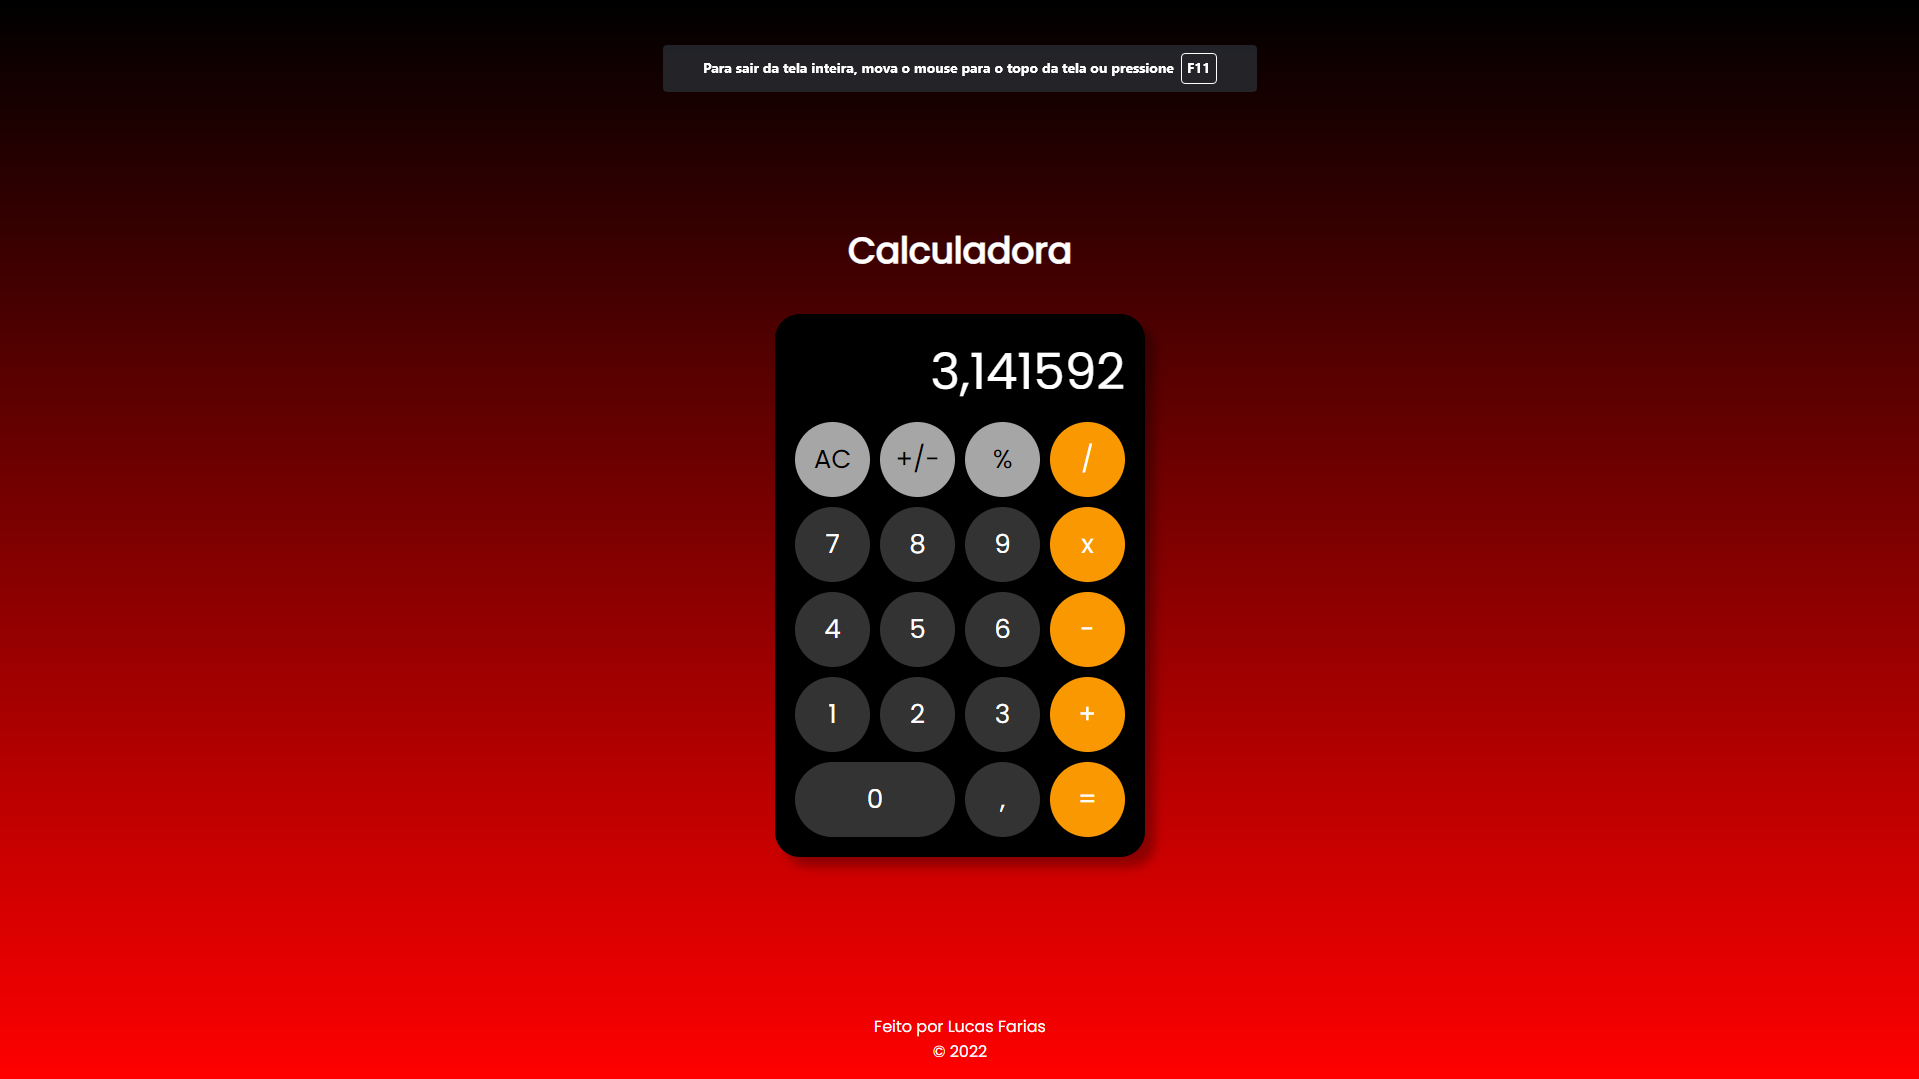 Para sair da tela inteira, mova o mouse para o topo da tela ou pressione F11
Calculadora
3,141592
AC +/- % /
7 8 9 x
4 5 6 -
1 2 3 +
0 , =
Feito por Lucas Farias
© 2022